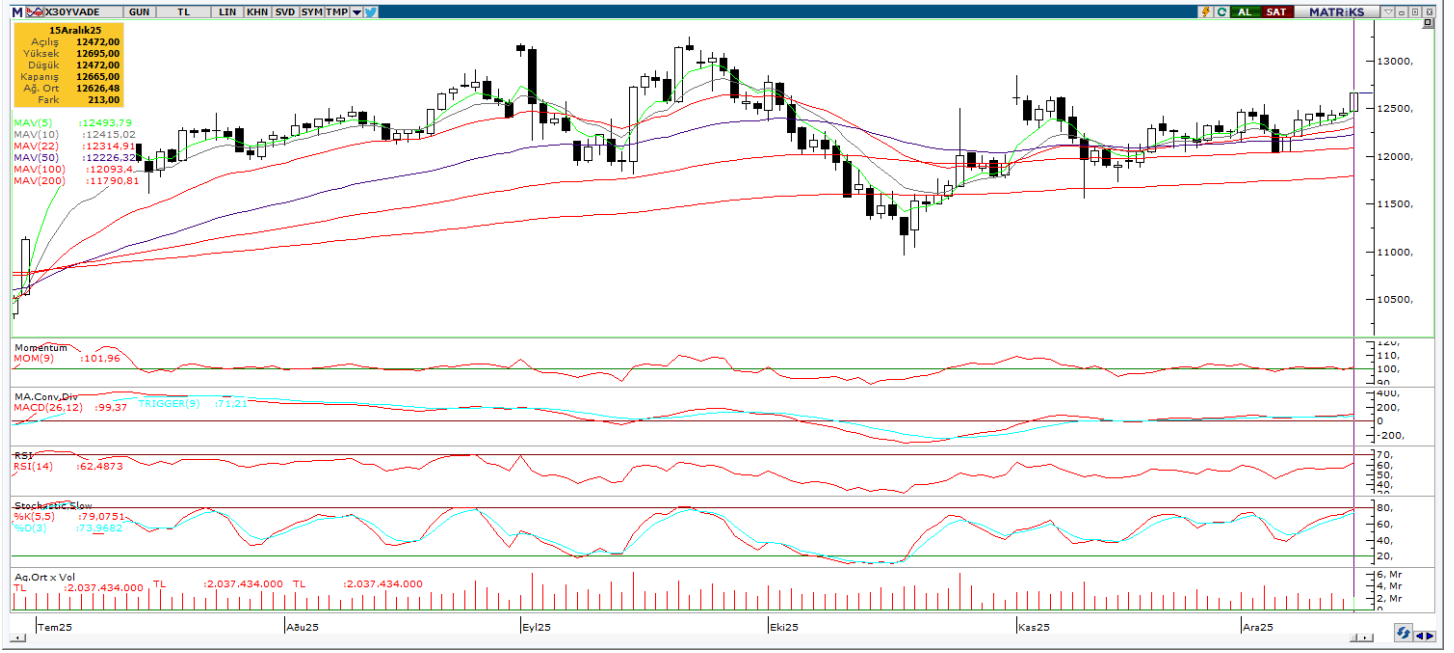 M X30YVADE GUN TL LIN KHN SVD SYM TMP AL SAT MATRiKS
15Aralık25
Açılış 12472,00
Yüksek 12695,00
Düşük 12472,00
Kapanış 12665,00
Ağ. Ort 12626,48
Fark 213,00
MAV(5) :12493,79
MAV(10) :12415,02
MAV(22) :12314,91
MAV(50) :12226,32
MAV(100) :12093,4
MAV(200) :11790,81
13000,
12500,
12000,
11500,
11000,
10500,
Momentum
MOM(9) :101,96
120,
110,
100,
90
MA.Conv,Div
MACD(26,12) :99,37 TRIGGER(9) :71,21
400,
200,
0
-200,
RSI
RSI(14) :62,4873
70,
60,
50,
40,
30
Stochastic,Slow
%K(5,5) :79,0751
%D(3) :73,9682
80,
60,
40,
20,
Ag.Ort x Vol
TL :2.037.434.000 TL :2.037.434.000 TL :2.037.434.000
6, Mr
4, Mr
2, Mr
0
Tem25 Aðu25 Eyl25 Eki25 Kas25 Ara25